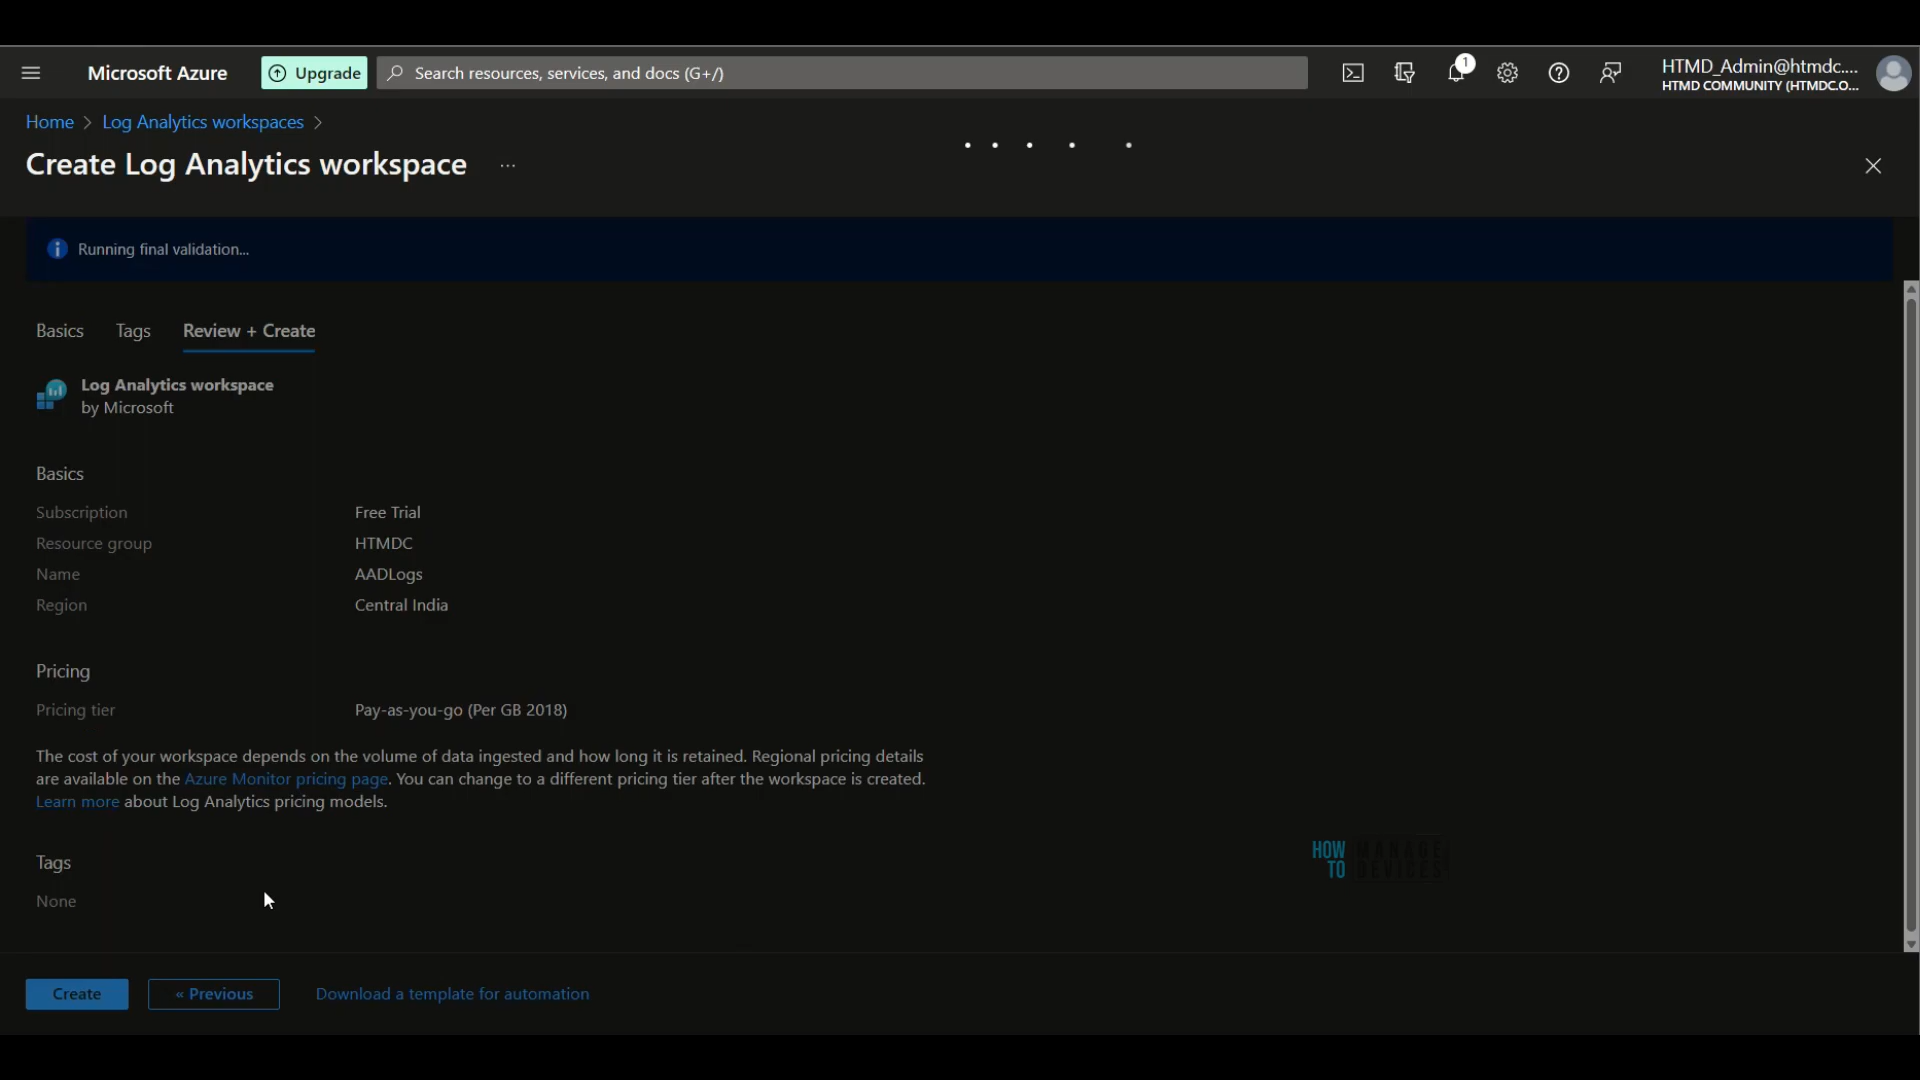 Microsoft Azure
Upgrade
Search resources, services, and docs (G+/)
1
HTMD_Admin@htmdc....
HTMD COMMUNITY (HTMDC.O...
Home > Log Analytics workspaces >
Create Log Analytics workspace ...
Running final validation...
Basics Tags Review + Create
Log Analytics workspace
by Microsoft
Basics
Subscription Free Trial
Resource group HTMDC
Name AADLogs
Region Central India
Pricing
Pricing tier Pay-as-you-go (Per GB 2018)
The cost of your workspace depends on the volume of data ingested and how long it is retained. Regional pricing details
are available on the Azure Monitor pricing page. You can change to a different pricing tier after the workspace is created.
Learn more about Log Analytics pricing models.
HOW MANAGE
TO DEVICES
Tags
None
Create
« Previous
Download a template for automation